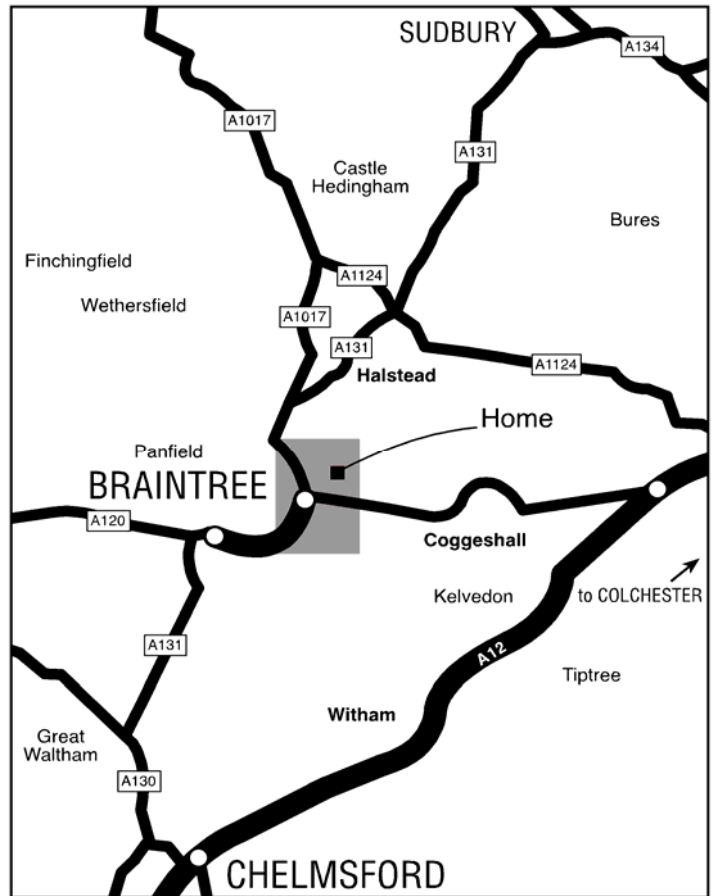 SUDBURY
A134
A1017
A131
Castle
Hedingham
Bures
Finchingfield
A1124
Wethersfield
A1017
A131
Halstead
A1124
Home
Panfield
BRAINTREE
A120
Coggeshall
Kelvedon
to COLCHESTER
A131
A12
Tiptree
Witham
Great
Waltham
A130
CHELMSFORD